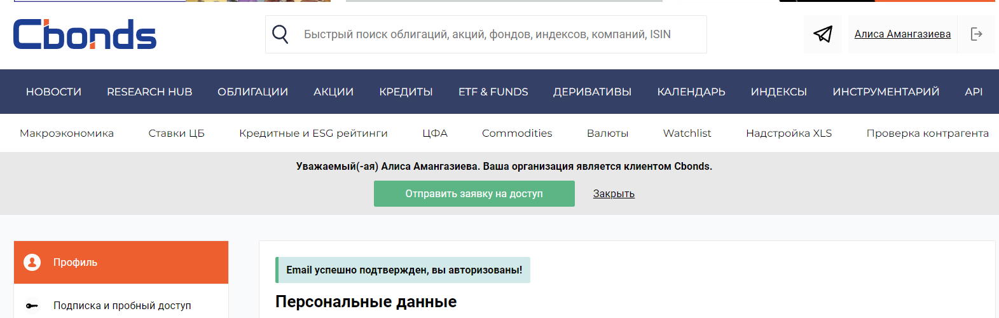 Cbonds
Быстрый поиск облигаций, акций, фондов, индексов, компаний, ISIN
Алиса Амангазиева
НОВОСТИ RESEARCH HUB ОБЛИГАЦИИ АКЦИИ КРЕДИТЫ ETF & FUNDS ДЕРИВАТИВЫ КАЛЕНДАРЬ ИНДЕКСЫ ИНСТРУМЕНТАРИЙ API
Макроэкономика Ставки ЦБ Кредитные и ESG рейтинги ЦФА Commodities Валюты Watchlist Надстройка XLS Проверка контрагента
Уважаемый(-ая) Алиса Амангазиева. Ваша организация является клиентом Cbonds.
Отправить заявку на доступ Закрыть
Профиль
Email успешно подтвержден, вы авторизованы!
Персональные данные
Подписка и пробный доступ